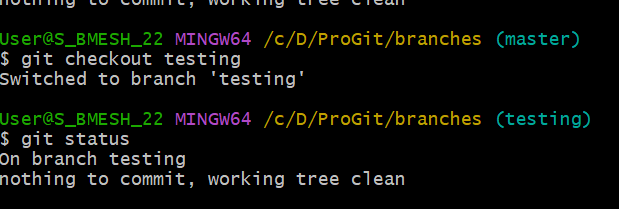 nothing to commit, working tree clean
User@S_BMESH_22 MINGW64 /c/D/ProGit/branches (master)
$ git checkout testing
Switched to branch 'testing'
User@S_BMESH_22 MINGW64 /c/D/ProGit/branches (testing)
$ git status
On branch testing
nothing to commit, working tree clean